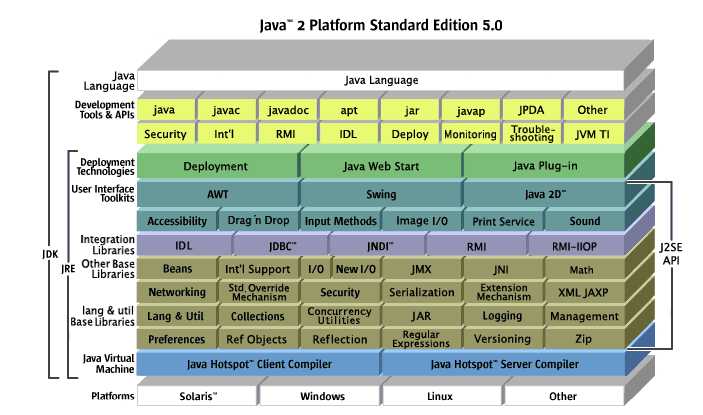 Java™ 2 Platform Standard Edition 5.0
Java Language
Java Language
Development Tools & APIs
java javac javadoc apt jar javap JPDA Other
Security Int'l RMI IDL Deploy Monitoring Trouble-shooting JVM TI
Deployment Technologies
Deployment Java Web Start Java Plug-in
User Interface Toolkits
AWT Swing Java 2D™
Accessibility Drag´n Drop Input Methods Image I/O Print Service Sound
Integration Libraries
IDL JDBC™ JNDI™ RMI RMI-IIOP
JDK
JRE
J2SE API
Other Base Libraries
Beans Int'l Support I/O New I/O JMX JNI Math
Networking Std. Override Mechanism Security Serialization Extension Mechanism XML JAXP
lang & util Base Libraries
Lang & Util Collections Concurrency Utilities JAR Logging Management
Preferences Ref Objects Reflection Regular Expressions Versioning Zip
Java Virtual Machine
Java Hotspot™ Client Compiler Java Hotspot™ Server Compiler
Platforms
Solaris™ Windows Linux Other